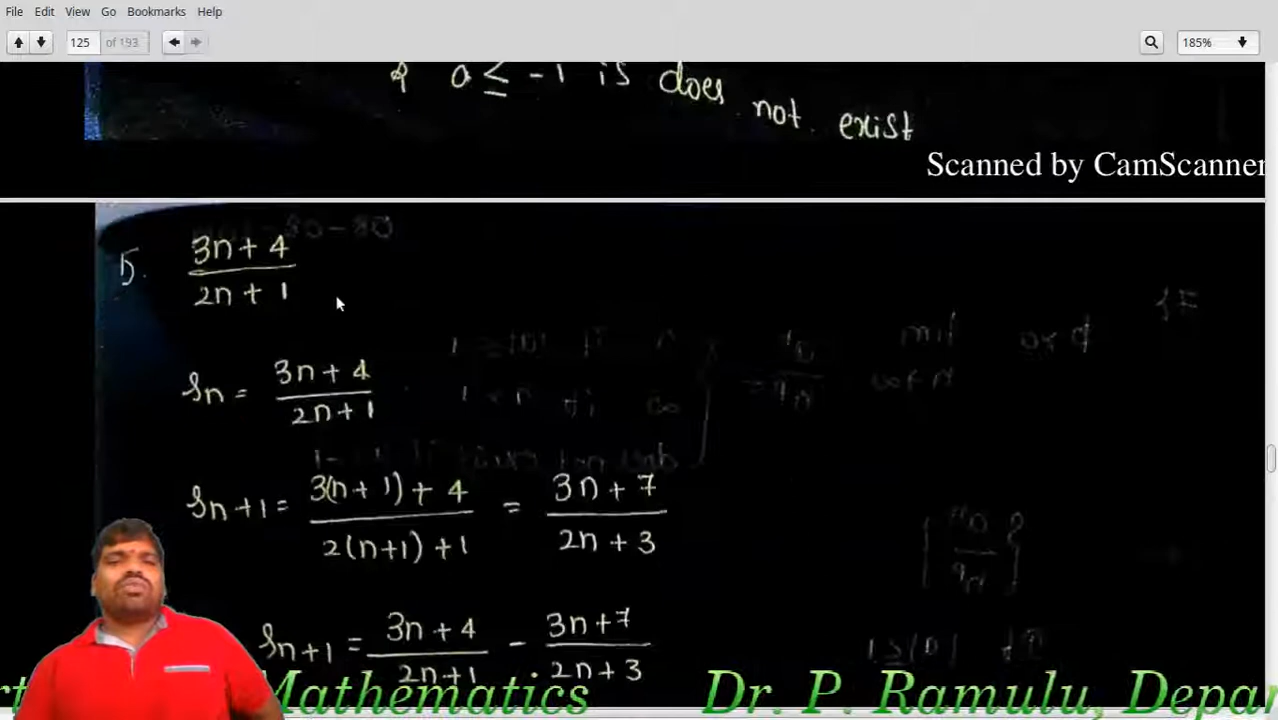 File Edit View Go Bookmarks Help
125 of 193 185%
& a ≤ -1 is does not exist
Scanned by CamScanner
5. 3n+4
2n+1
Sn = 3n+4
2n+1
Sn+1 = 3(n+1)+4 = 3n+7
2(n+1)+1 2n+3
Sn+1 = 3n+4 - 3n+7
2n+1 2n+3
Mathematics Dr. P. Ramulu, Depar